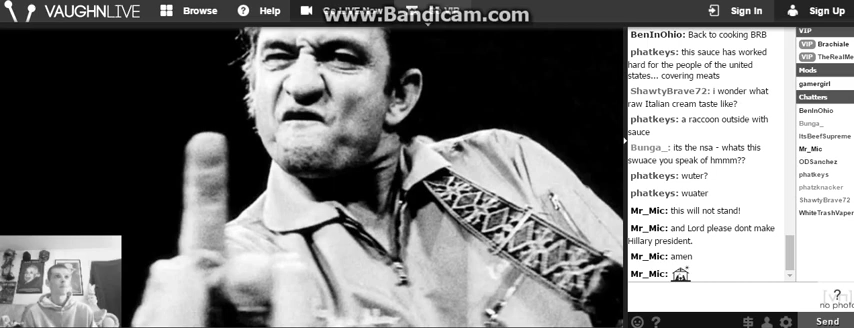 VAUGHNLIVE Browse Help www.Bandicam.com Sign In Sign Up
BenInOhio: Back to cooking BRB
phatkeys: this sauce has worked
hard for the people of the united
states... covering meats
ShawtyBrave72: i wonder what
raw Italian cream taste like?
phatkeys: a raccoon outside with
sauce
Bunga_: its the nsa - whats this
swuace you speak of hmmm??
phatkeys: wuter?
phatkeys: wuater
Mr_Mic: this will not stand!
Mr_Mic: and Lord please dont make
Hillary president.
Mr_Mic: amen
Mr_Mic:
VIP
VIP Brachiale
VIP TheRealMe
Mods
gamergirl
Chatters
BenInOhio
Bunga_
ItsBeefSupreme
Mr_Mic
ODSanchez
phatkeys
phatzknacker
ShawtyBrave72
WhiteTrashVaper
?
no photo
Send